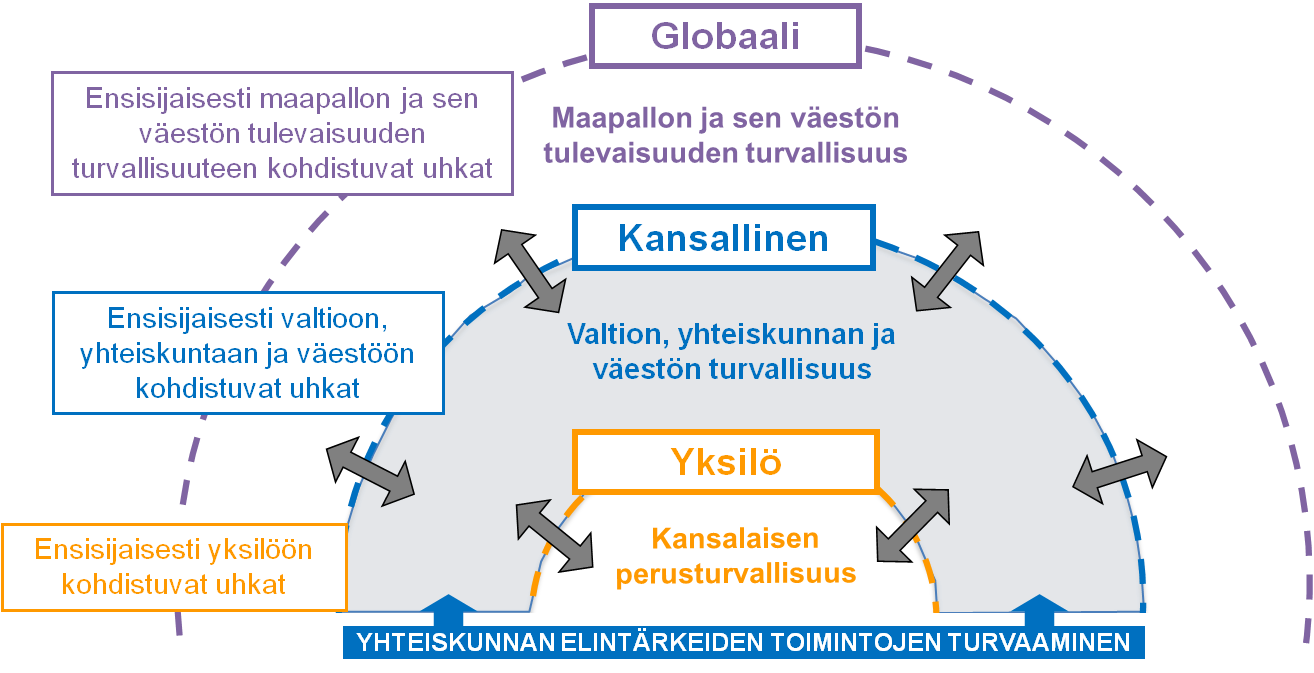 Globaali
Ensisijaisesti maapallon ja sen
väestön tulevaisuuden
turvallisuuteen kohdistuvat uhkat
Maapallon ja sen väestön
tulevaisuuden turvallisuus
Kansallinen
Ensisijaisesti valtioon,
yhteiskuntaan ja väestöön
kohdistuvat uhkat
Valtion, yhteiskunnan ja
väestön turvallisuus
Yksilö
Ensisijaisesti yksilöön
kohdistuvat uhkat
Kansalaisen
perusturvallisuus
YHTEISKUNNAN ELINTÄRKEIDEN TOIMINTOJEN TURVAAMINEN